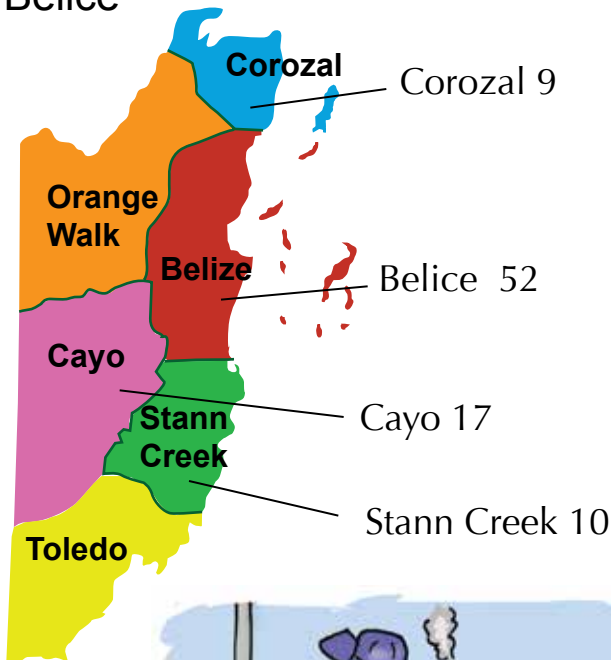 Belice
Corozal
Corozal 9
Orange
Walk
Belize
Belice 52
Cayo
Cayo 17
Stann
Creek
Stann Creek 10
Toledo